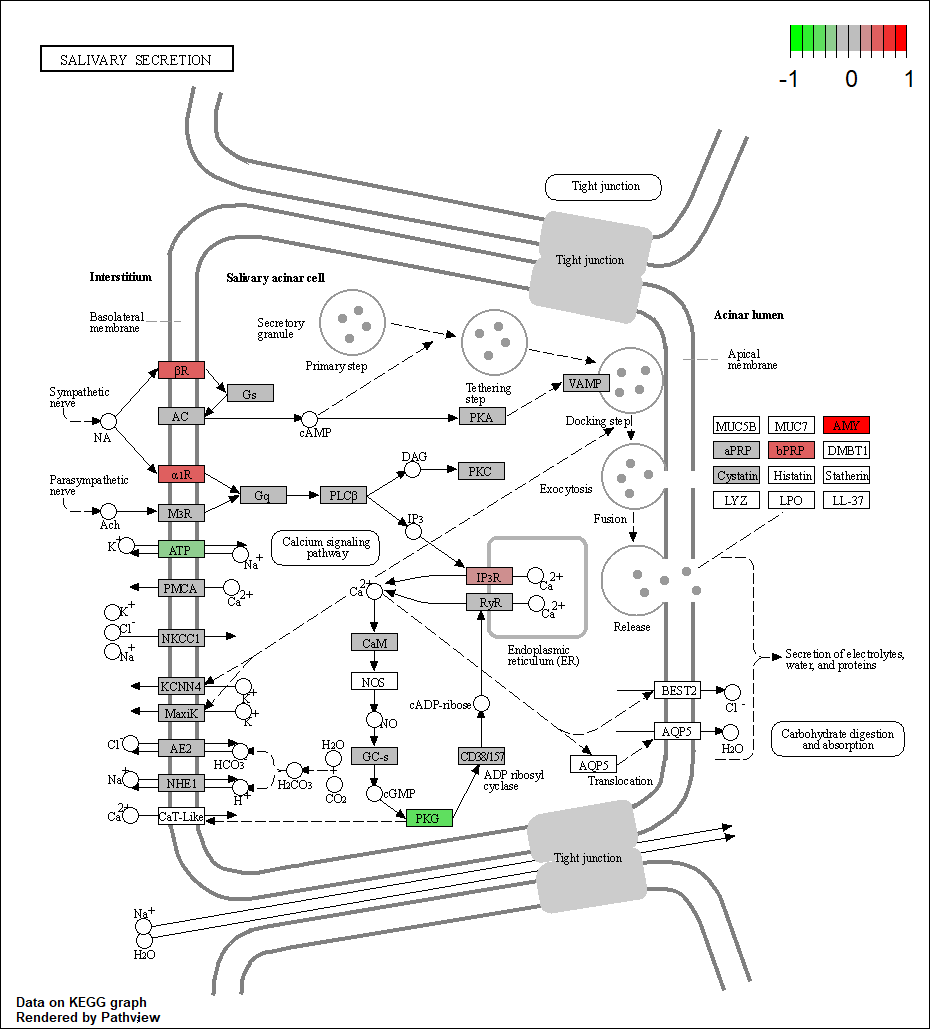 SALIVARY SECRETION
-1
0
1
Tight junction
Tight junction
Interstitium
Salivary acinar cell
Acinar lumen
Basolateral
membrane
Secretory
granule
Primary step
Tethering
step
Apical
membrane
βR
Gs
VAMP
Sympathetic
nerve
NA
AC
cAMP
PKA
Docking step
MUC5B
MUC7
AMY
aPRP
bPRP
DMBT1
Cystatin
Histatin
Statherin
LYZ
LPO
LL-37
α1R
DAG
PKC
Parasympathetic
nerve
Ach
M3R
Gq
PLCβ
Exocytosis
IP3
Fusion
K+
ATP
Na+
Calcium signaling
pathway
IP3R
Ca2+
PMCA
Ca2+
Ca2+
RyR
Ca2+
K+
Cl-
Na+
NKCC1
Release
CaM
Endoplasmic
reticulum (ER)
Secretion of electrolytes,
water, and proteins
KCNN4
K+
NOS
BEST2
Cl-
MaxiK
K+
NO
cADP-ribose
AQP5
H2O
Carbohydrate digestion
and absorption
Cl-
AE2
HCO3-
H2O
GC-s
CD38/157
ADP ribosyl
cyclase
AQP5
Translocation
Na+
NHE1
H+
H2CO3
CO2
cGMP
Ca2+
CaT-Like
PKG
Tight junction
Na+
H2O
Data on KEGG graph
Rendered by Pathview